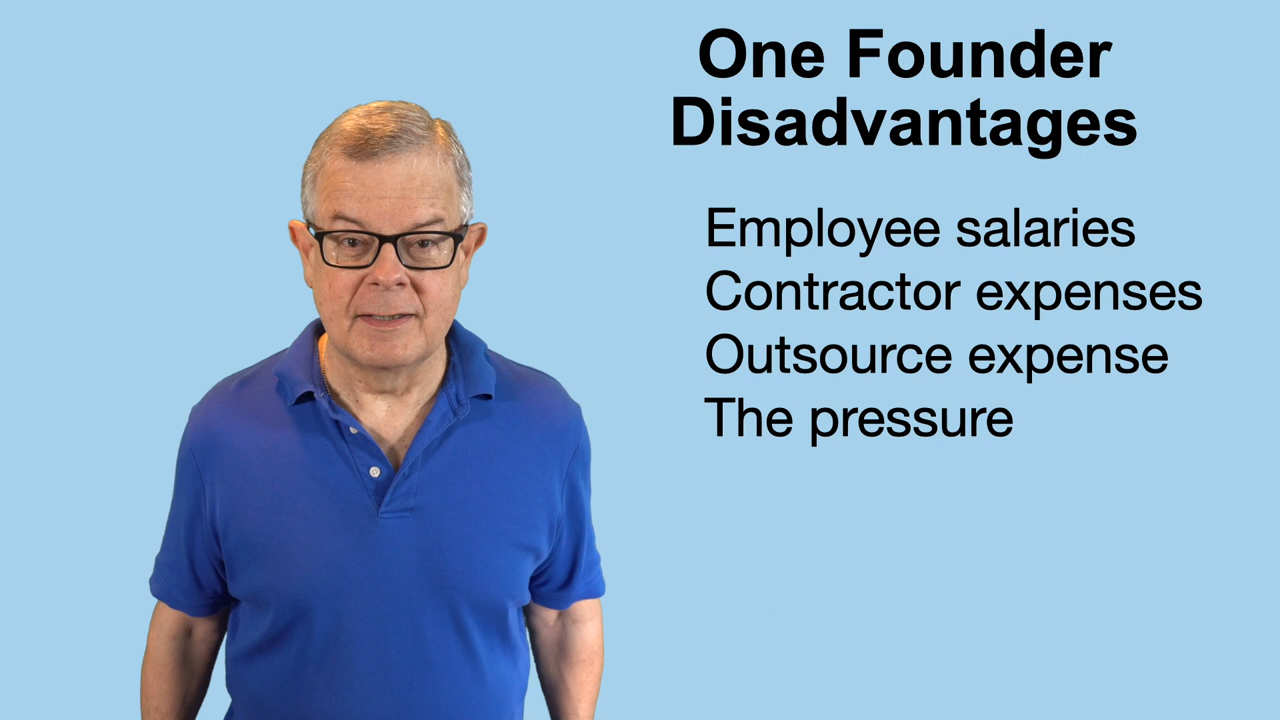 One Founder
Disadvantages
Employee salaries
Contractor expenses
Outsource expense
The pressure